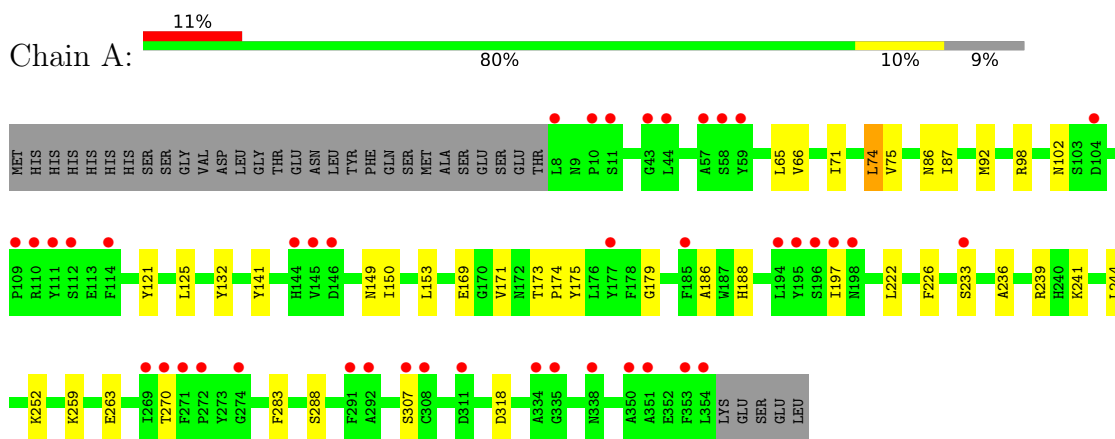 11%
Chain A:
80% 10% 9%
MET HIS HIS HIS HIS HIS HIS SER SER GLY VAL ASP LEU GLY THR GLU ASN LEU TYR PHE GLN SER MET ALA SER GLU SER GLU THR L8 N9 P10 S11 G43 L44 A57 S58 Y59 L65 V66 I71 L74 V75 N86 I87 M92 R98 N102 S103 D104
P109 R110 Y111 S112 E113 F114 Y121 L125 Y132 Y141 H144 V145 D146 N149 I150 L153 E169 G170 V171 N172 T173 P174 Y175 L176 Y177 F178 G179 F185 A186 W187 H188 L194 Y195 S196 I197 N198 L222 F226 S233 A236 R239 H240 K241
K252 K259 E263 I269 T270 F271 P272 Y273 G274 F283 S288 F291 A292 S307 C308 D311 D318 A334 G335 N338 A350 A351 E352 F353 L354 LYS GLU SER GLU LEU